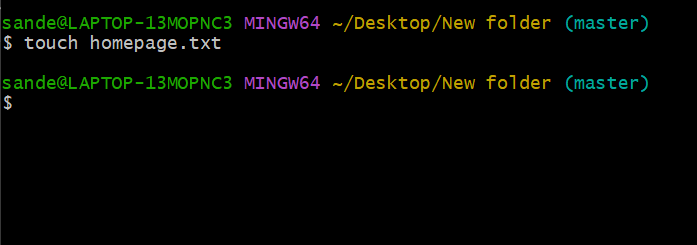 sande@LAPTOP-13MOPNC3 MINGW64 ~/Desktop/New folder (master)
$ touch homepage.txt
sande@LAPTOP-13MOPNC3 MINGW64 ~/Desktop/New folder (master)
$